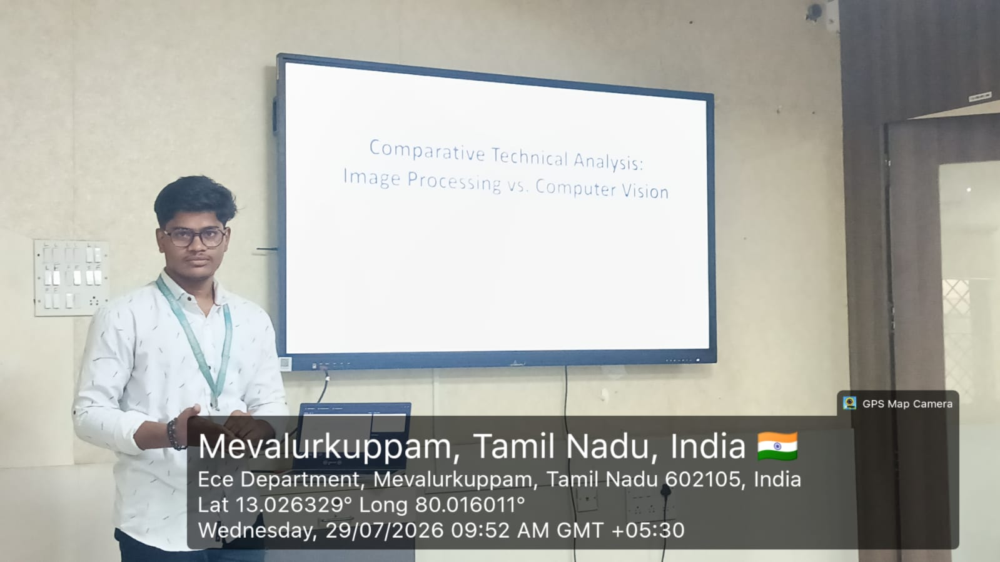 Comparative Technical Analysis:
Image Processing vs. Computer Vision
GPS Map Camera
Mevalurkuppam, Tamil Nadu, India
Ece Department, Mevalurkuppam, Tamil Nadu 602105, India
Lat 13.026329° Long 80.016011°
Wednesday, 29/07/2026 09:52 AM GMT +05:30